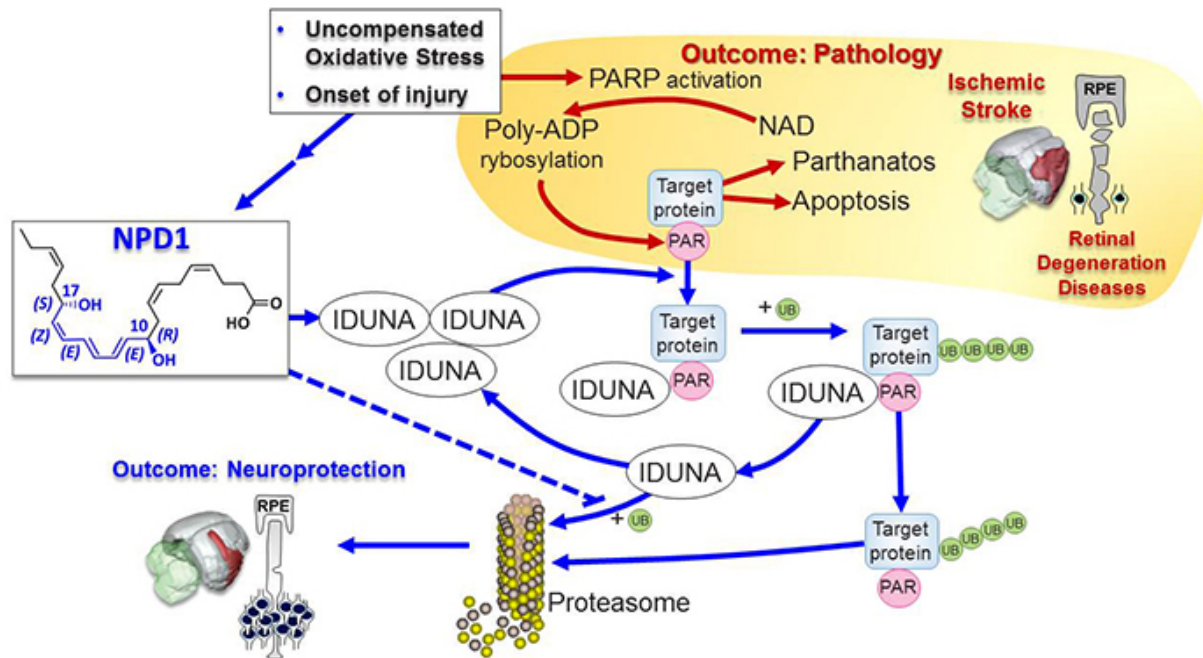 • Uncompensated
Oxidative Stress
• Onset of injury
Outcome: Pathology
PARP activation
Poly-ADP
rybosylation
NAD
Parthanatos
Apoptosis
Target
protein
PAR
Ischemic
Stroke
RPE
Retinal
Degeneration
Diseases
NPD1
17
(S)
OH
(Z)
(E)
(E)
10
(R)
OH
O
HO
IDUNA
IDUNA
IDUNA
Target
protein
PAR
IDUNA
+ UB
Target
protein
UB UB UB UB
PAR
IDUNA
IDUNA
+ UB
Target
protein
UB UB UB UB
PAR
Proteasome
Outcome: Neuroprotection
RPE